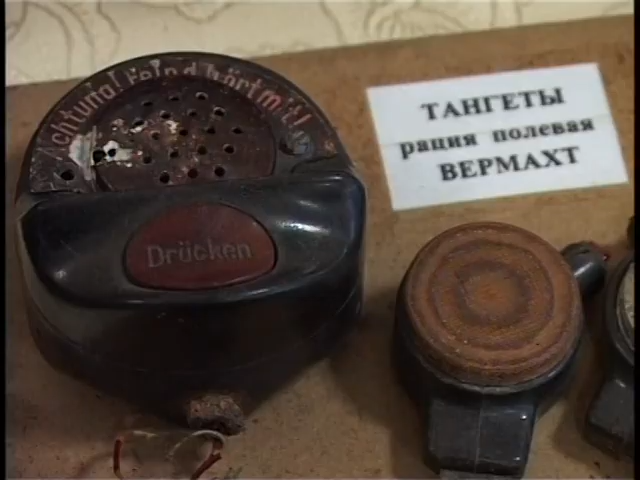 Achtung! Feind hört mit!
Drücken
ТАНГЕТЫ
рация полевая
ВЕРМАХТ